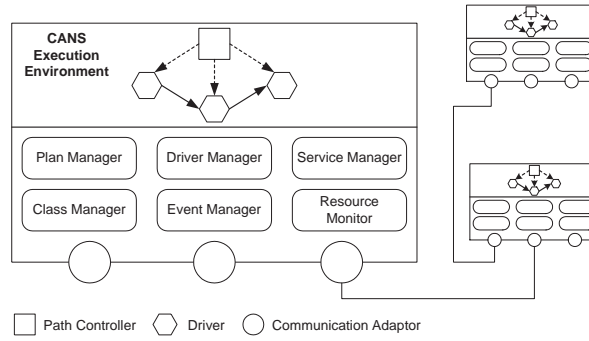 CANS
Execution
Environment
Plan Manager
Driver Manager
Service Manager
Class Manager
Event Manager
Resource
Monitor
Path Controller
Driver
Communication Adaptor